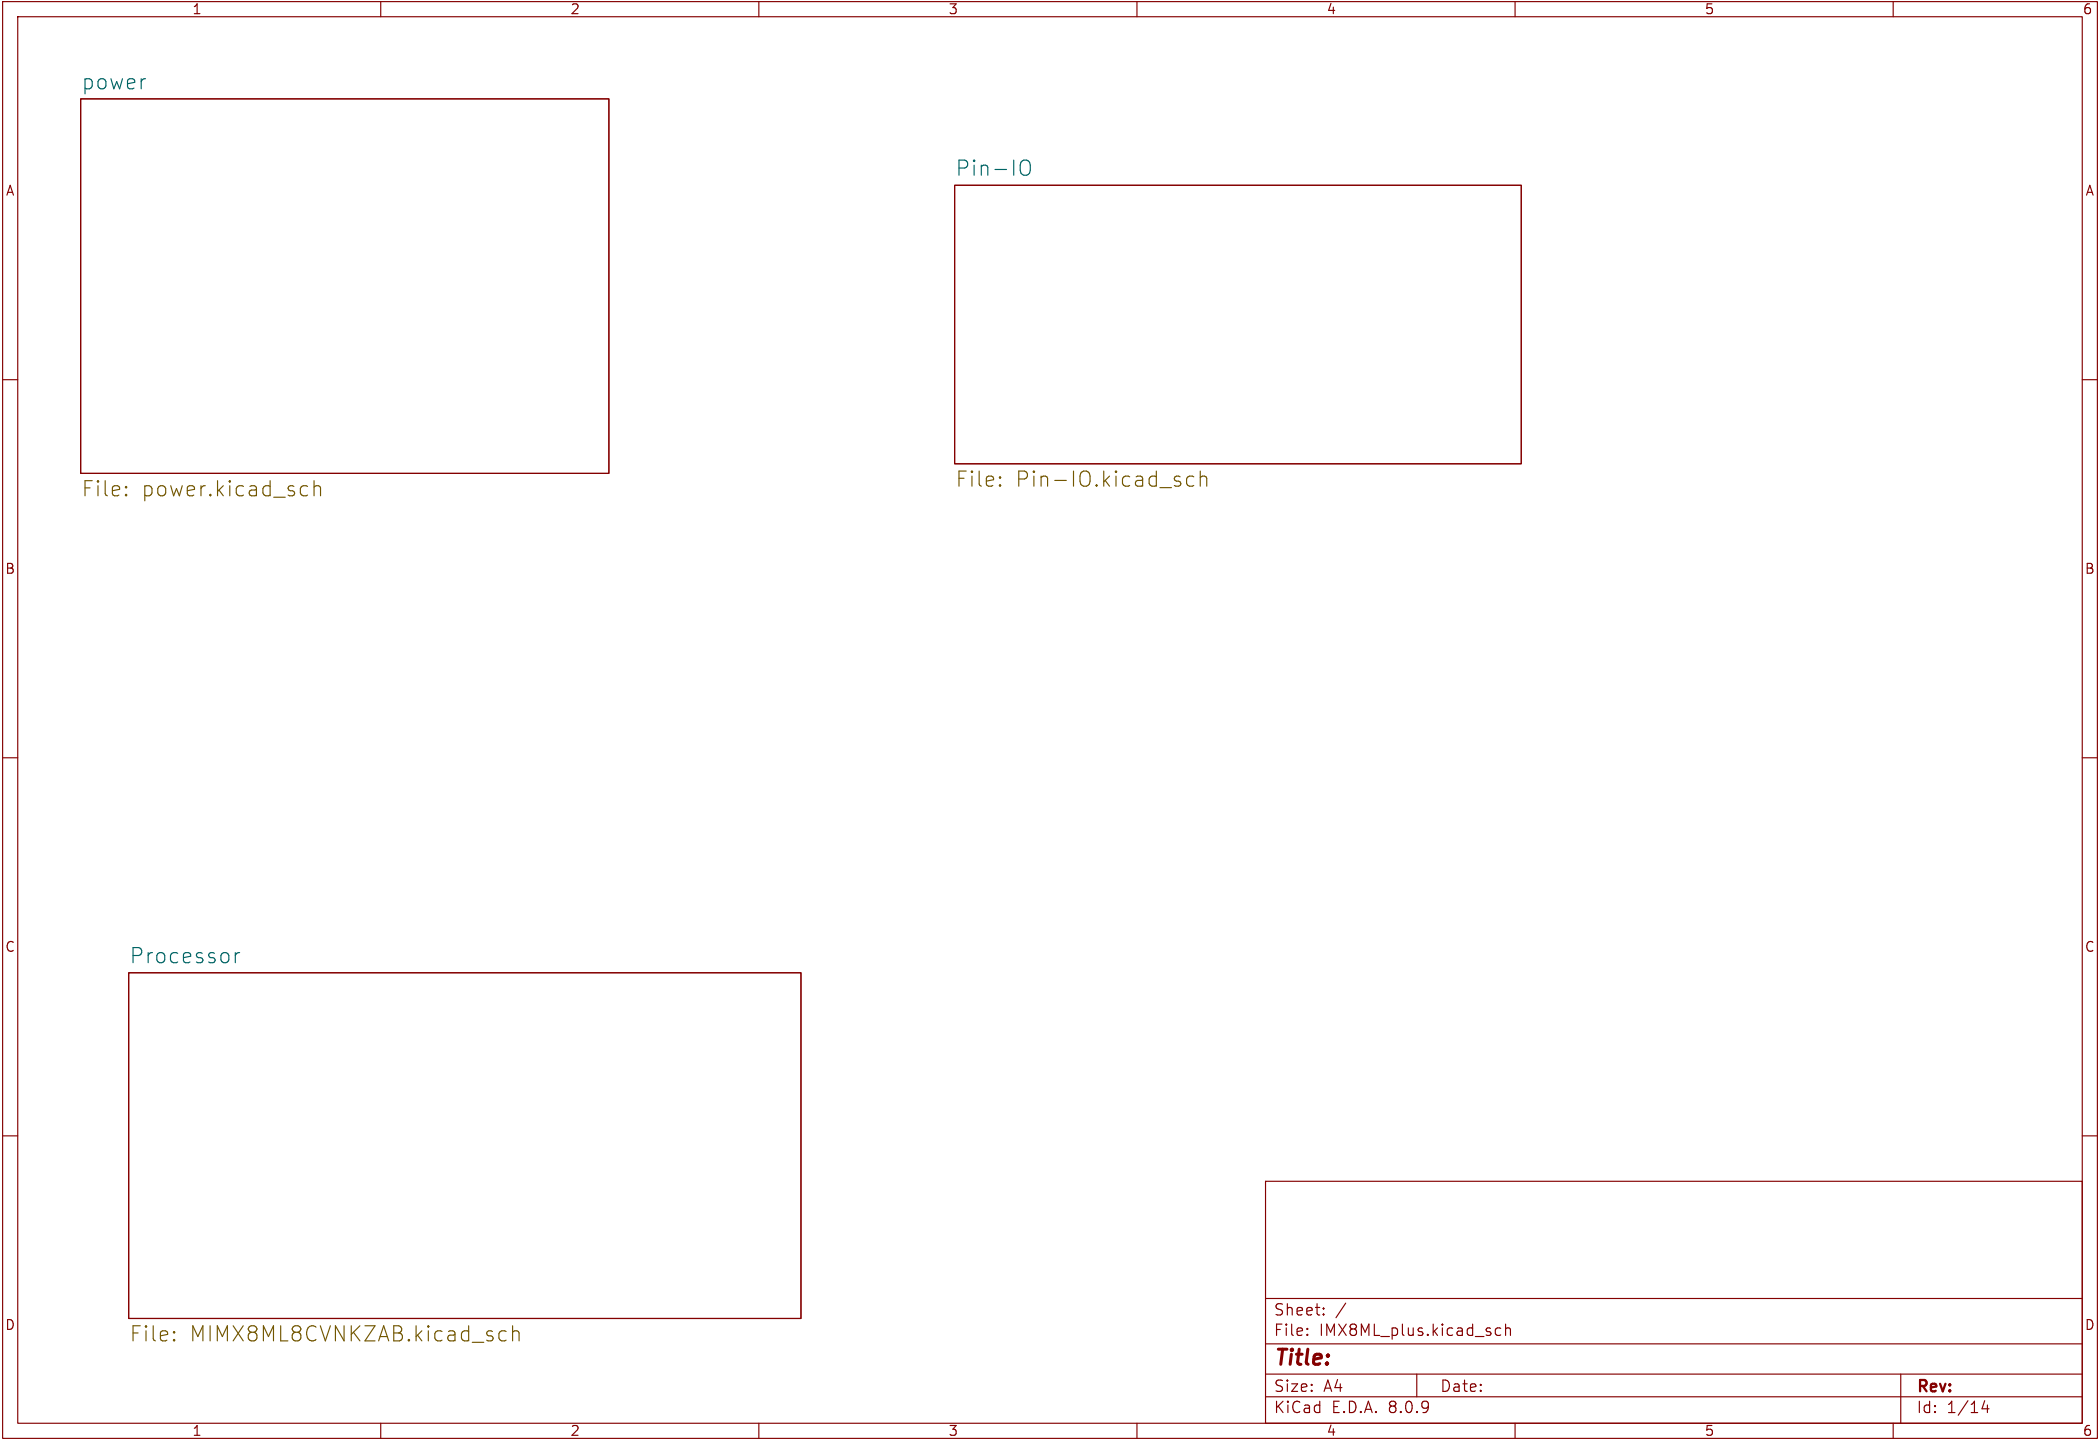 1 2 3 4 5 6
power
Pin-IO
A A
File: Pin-IO.kicad_sch
File: power.kicad_sch
B B
C C
Processor
Sheet: /
D D
File: MIMX8ML8CVNKZAB.kicad_sch
File: IMX8ML_plus.kicad_sch
Title:
Size: A4 Date: Rev:
KiCad E.D.A. 8.0.9 Id: 1/14
1 2 3 4 5 6